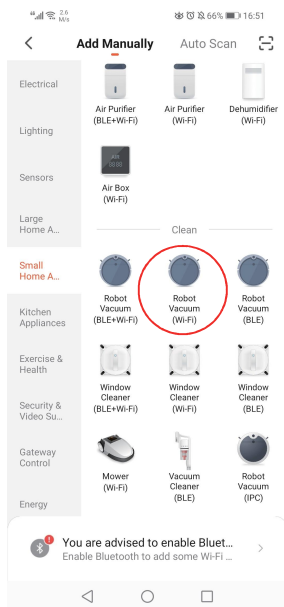 2.6
M/s
66%
16:51
Add Manually
Auto Scan
Electrical
Lighting
Sensors
Large
Home A...
Small
Home A...
Kitchen
Appliances
Exercise &
Health
Security &
Video Su...
Gateway
Control
Energy
Air Purifier
(BLE+Wi-Fi)
Air Purifier
(Wi-Fi)
Dehumidifier
(Wi-Fi)
Air Box
(Wi-Fi)
Clean
Robot
Vacuum
(BLE+Wi-Fi)
Robot
Vacuum
(Wi-Fi)
Robot
Vacuum
(BLE)
Window
Cleaner
(BLE+Wi-Fi)
Window
Cleaner
(Wi-Fi)
Window
Cleaner
(BLE)
Mower
(Wi-Fi)
Vacuum
Cleaner
(BLE)
Robot
Vacuum
(IPC)
You are advised to enable Bluet...
Enable Bluetooth to add some Wi-Fi ...